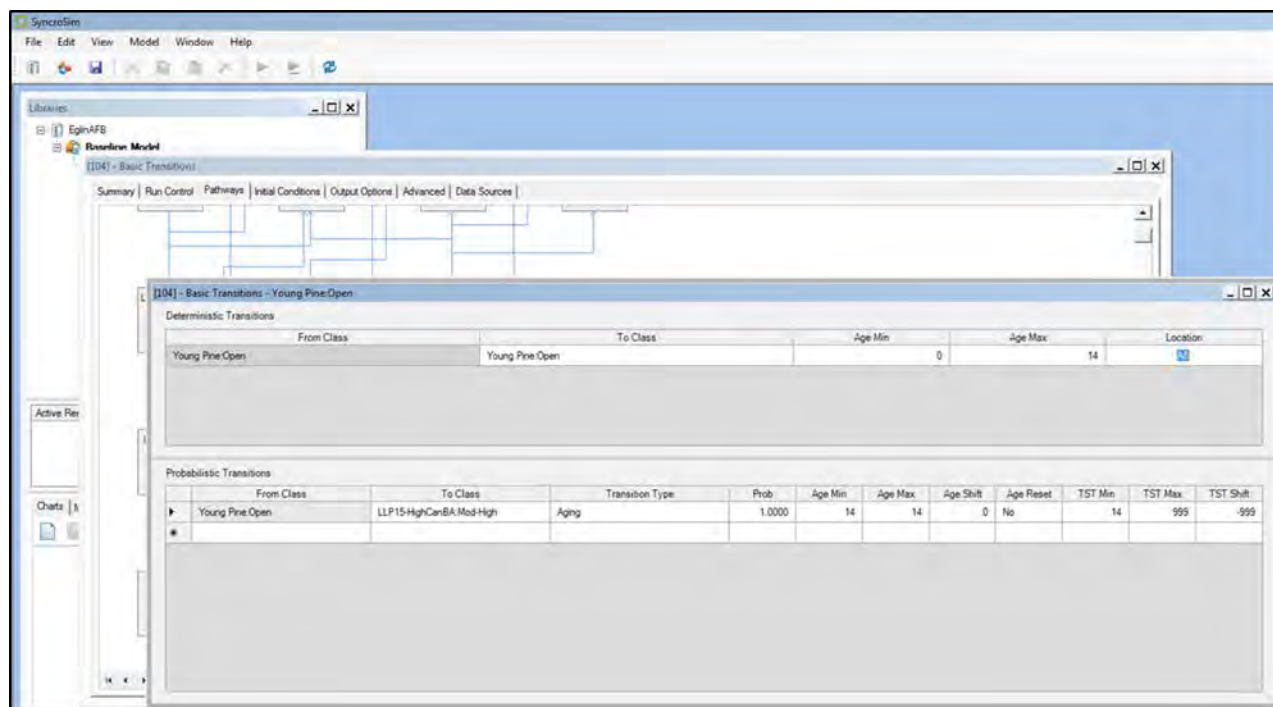 SyncroSim
File Edit View Model Window Help
Libraries
EglinAFB
Baseline Model
[104] - Basic Transitions
Summary | Run Control Pathways | Initial Conditions | Output Options | Advanced | Data Sources |
[104] - Basic Transitions - Young Pine:Open
Deterministic Transitions
From Class To Class Age Min Age Max Location
Young Pine:Open Young Pine:Open 0 14
Active
Probabilistic Transitions
From Class To Class Transition Type Prob Age Min Age Max Age Shift Age Reset TST Min TST Max TST Shift
Young Pine:Open LLP15-HighCanBA:Mod-High Aging 1.0000 14 14 0 No 14 999 -999
Charts